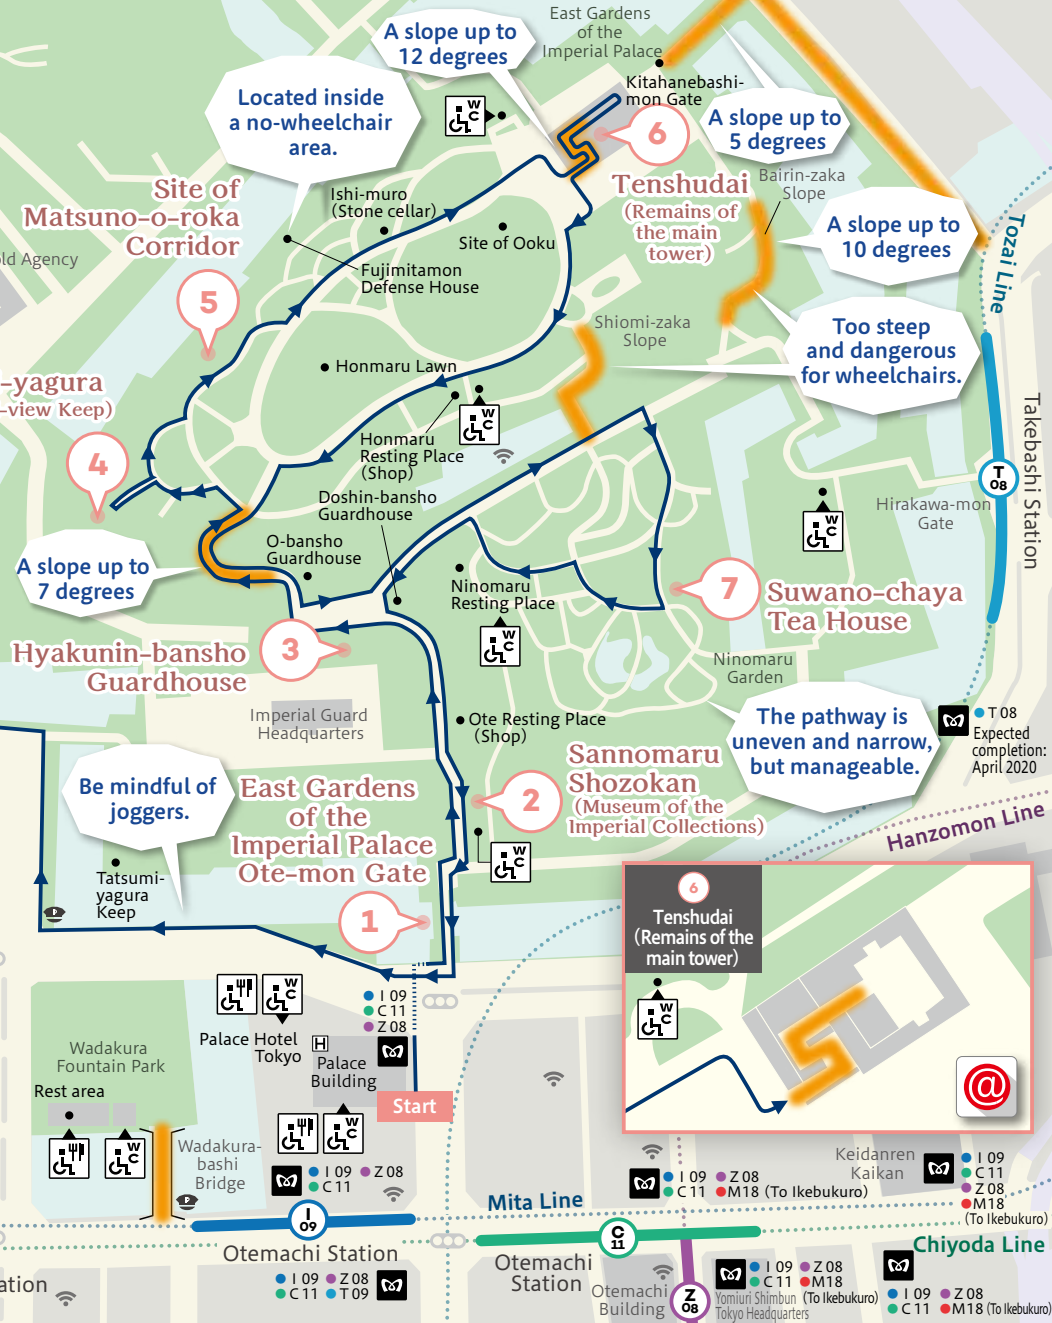 East Gardens
of the
Imperial Palace
A slope up to
12 degrees
Kitahanebashi-
mon Gate
Located inside
a no-wheelchair
area.
WC
6
A slope up to
5 degrees
Tenshudai
(Remains of
the main
tower)
Bairin-zaka
Slope
Site of
Matsuno-o-roka
Corridor
Ishi-muro
(Stone cellar)
Site of Ooku
A slope up to
10 degrees
Tozai Line
old Agency
Fujimitamon
Defense House
5
Shiomi-zaka
Slope
Too steep
and dangerous
for wheelchairs.
Honmaru Lawn
-yagura
-view Keep)
Honmaru
Resting Place
(Shop)
WC
4
Takebashi Station
T
08
Doshin-bansho
Guardhouse
Hirakawa-mon
Gate
WC
O-bansho
Guardhouse
A slope up to
7 degrees
Ninomaru
Resting Place
WC
7
Suwano-chaya
Tea House
3
Hyakunin-bansho
Guardhouse
Ninomaru
Garden
Imperial Guard
Headquarters
Ote Resting Place
(Shop)
The pathway is
uneven and narrow,
but manageable.
T 08
Expected
completion:
April 2020
Sannomaru
Shozokan
(Museum of the
Imperial Collections)
2
WC
Be mindful of
joggers.
East Gardens
of the
Imperial Palace
Ote-mon Gate
1
Hanzomon Line
Tatsumi-
yagura
Keep
P
6
Tenshudai
(Remains of the
main tower)
WC
@
WC
Palace Hotel
Tokyo
I 09
C 11
Z 08
H
Palace
Building
Start
WC
Wadakura
Fountain Park
Rest area
WC
Wadakura-
bashi
Bridge
P
I 09 Z 08
C 11
I
09
Otemachi Station
I 09 Z 08
C 11 T 09
Mita Line
I 09 Z 08
C 11 M18 (To Ikebukuro)
Keidanren
Kaikan
I 09
C 11
Z 08
M18
(To Ikebukuro)
C
11
Otemachi
Station
Chiyoda Line
Otemachi
Building
Z
08
I 09 Z 08
C 11 M18
(To Ikebukuro)
Yomiuri Shimbun
Tokyo Headquarters
I 09 Z 08
C 11 M18 (To Ikebukuro)
ation